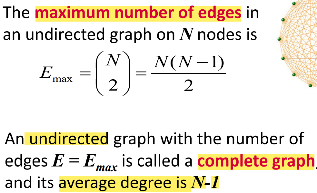 The maximum number of edges in
an undirected graph on N nodes is
E_max = (N 2) = N(N−1) / 2
An undirected graph with the number of
edges E = E_max is called a complete graph,
and its average degree is N-1